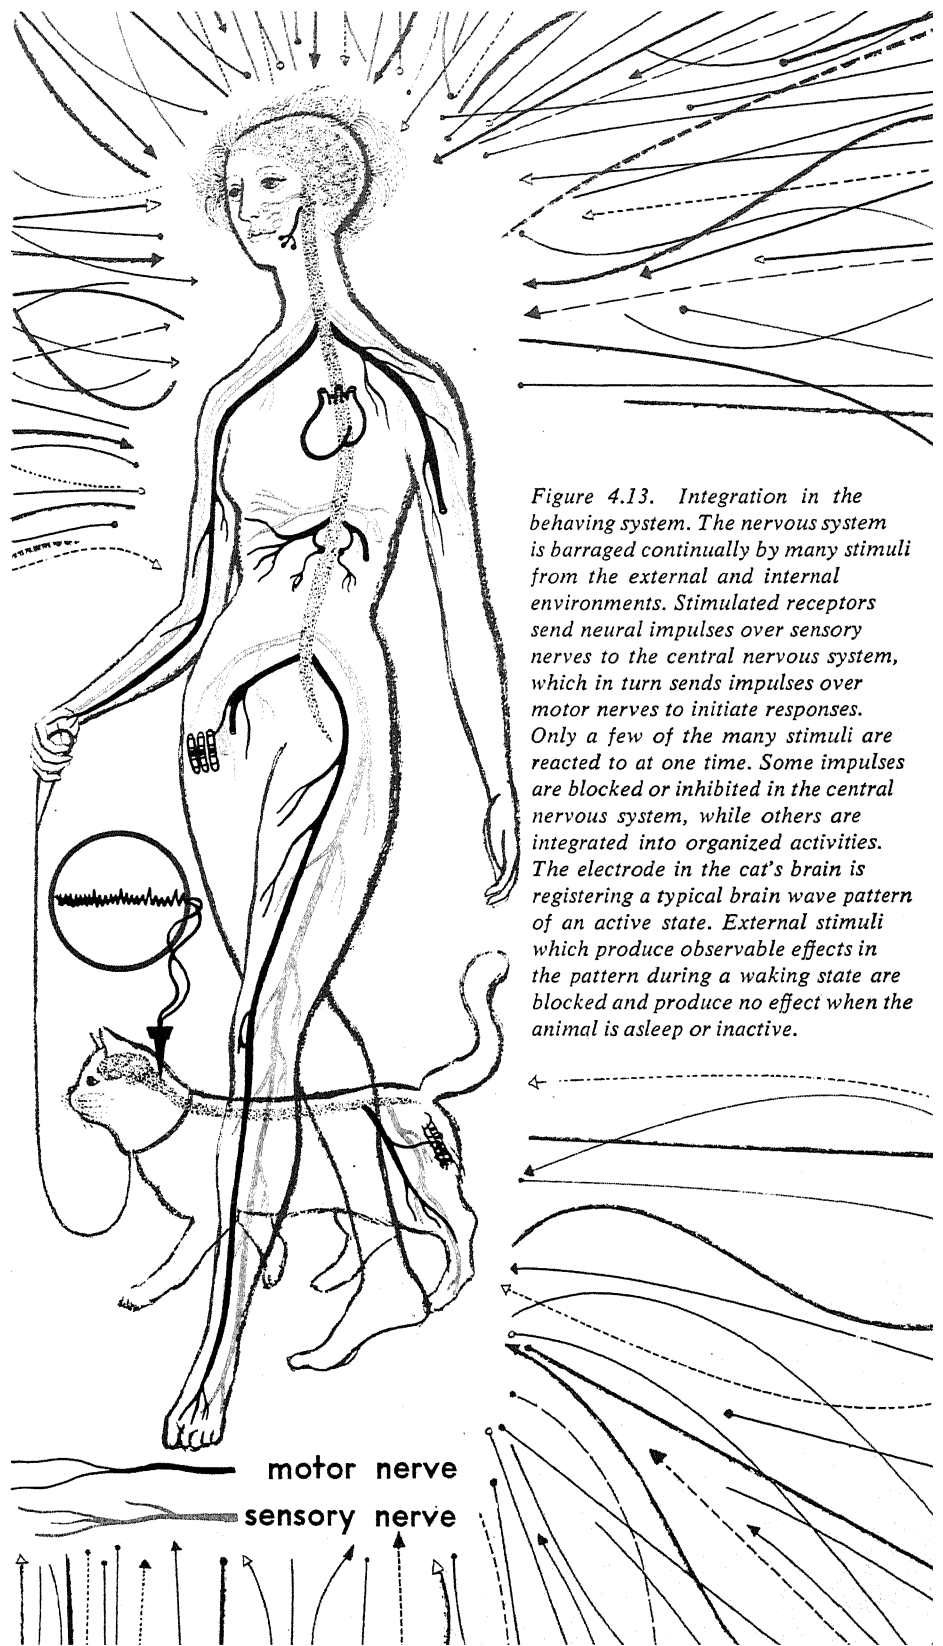 Figure 4.13. Integration in the
behaving system. The nervous system
is barraged continually by many stimuli
from the external and internal
environments. Stimulated receptors
send neural impulses over sensory
nerves to the central nervous system,
which in turn sends impulses over
motor nerves to initiate responses.
Only a few of the many stimuli are
reacted to at one time. Some impulses
are blocked or inhibited in the central
nervous system, while others are
integrated into organized activities.
The electrode in the cat's brain is
registering a typical brain wave pattern
of an active state. External stimuli
which produce observable effects in
the pattern during a waking state are
blocked and produce no effect when the
animal is asleep or inactive.
motor nerve
sensory nerve